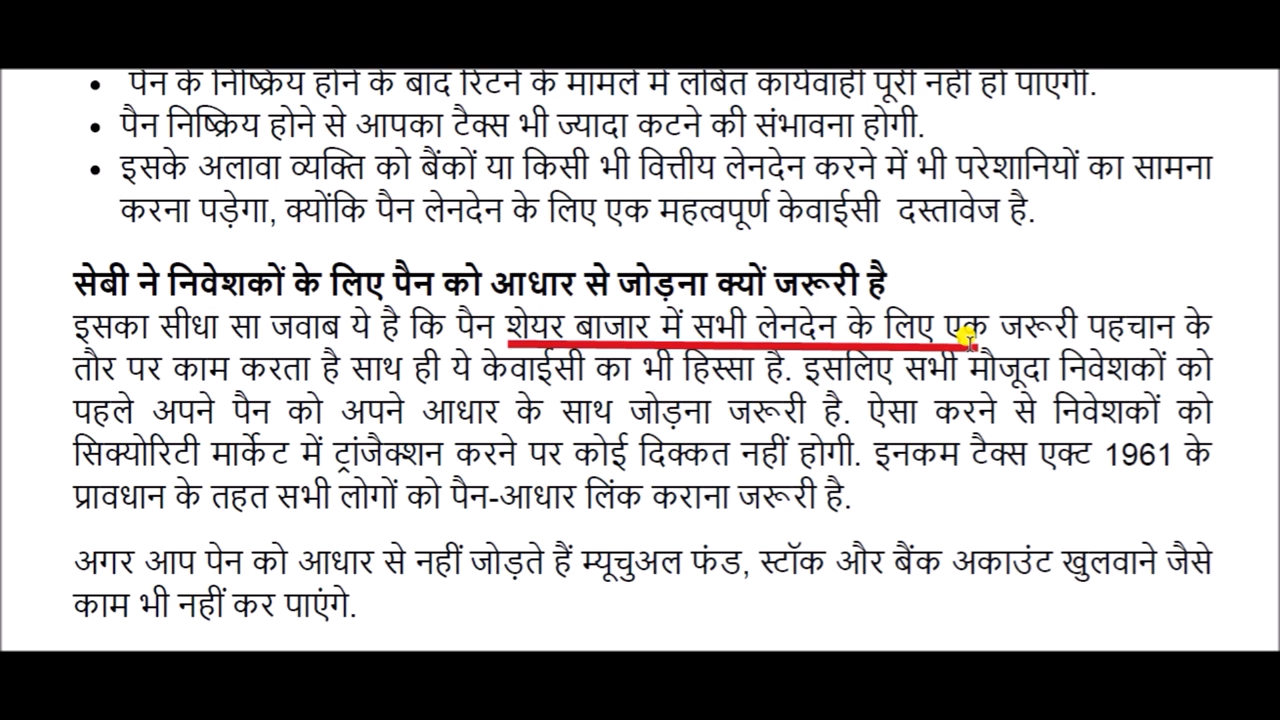 पेन के निष्क्रिय होने के बाद रिटर्न के मामले में लंबित कार्यवाही पूरी नहीं हो पाएगी.
पैन निष्क्रिय होने से आपका टैक्स भी ज्यादा कटने की संभावना होगी.
इसके अलावा व्यक्ति को बैंकों या किसी भी वित्तीय लेनदेन करने में भी परेशानियों का सामना
करना पड़ेगा, क्योंकि पैन लेनदेन के लिए एक महत्वपूर्ण केवाईसी दस्तावेज है.
सेबी ने निवेशकों के लिए पैन को आधार से जोड़ना क्यों जरूरी है
इसका सीधा सा जवाब ये है कि पैन शेयर बाजार में सभी लेनदेन के लिए एक जरूरी पहचान के
तौर पर काम करता है साथ ही ये केवाईसी का भी हिस्सा है. इसलिए सभी मौजूदा निवेशकों को
पहले अपने पैन को अपने आधार के साथ जोड़ना जरूरी है. ऐसा करने से निवेशकों को
सिक्योरिटी मार्केट में ट्रांजैक्शन करने पर कोई दिक्कत नहीं होगी. इनकम टैक्स एक्ट 1961 के
प्रावधान के तहत सभी लोगों को पैन-आधार लिंक कराना जरूरी है.
अगर आप पेन को आधार से नहीं जोड़ते हैं म्यूचुअल फंड, स्टॉक और बैंक अकाउंट खुलवाने जैसे
काम भी नहीं कर पाएंगे.